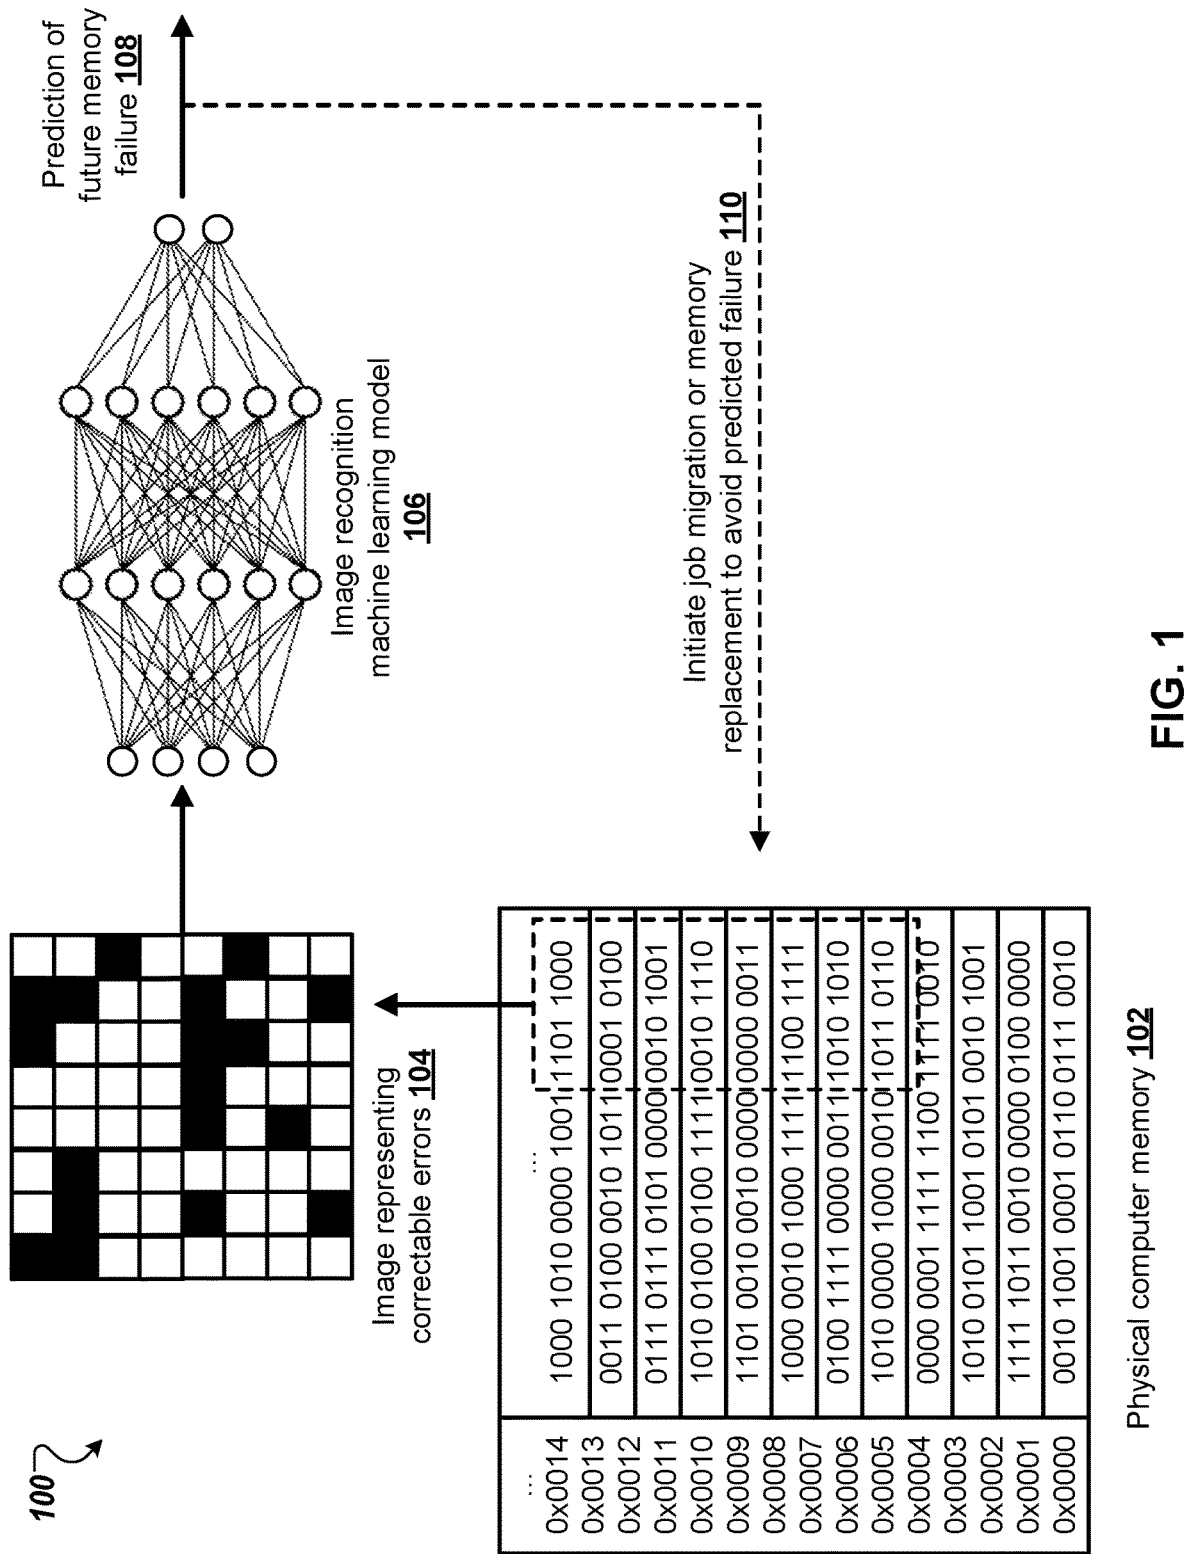 100
Prediction of
future memory
failure 108
Image recognition
machine learning model
106
Image representing
correctable errors 104
Initiate job migration or memory
replacement to avoid predicted failure 110
...
0x0014
0x0013
0x0012
0x0011
0x0010
0x0009
0x0008
0x0007
0x0006
0x0005
0x0004
0x0003
0x0002
0x0001
0x0000
...
1000 1010 0000 1001 1101 1000
0011 0100 0010 1011 0001 0100
0111 0111 0101 0000 0010 1001
1010 0100 0100 1111 0010 1110
1101 0010 0010 0000 0000 0011
1000 0010 1000 1111 1100 1111
0100 1111 0000 0011 1010 1010
1010 0000 1000 0010 1011 0110
0000 0001 1111 1100 1111 0010
1010 0101 1001 0101 0010 1001
1111 1011 0010 0000 0100 0000
0010 1001 0001 0110 0111 0010
Physical computer memory 102
FIG. 1